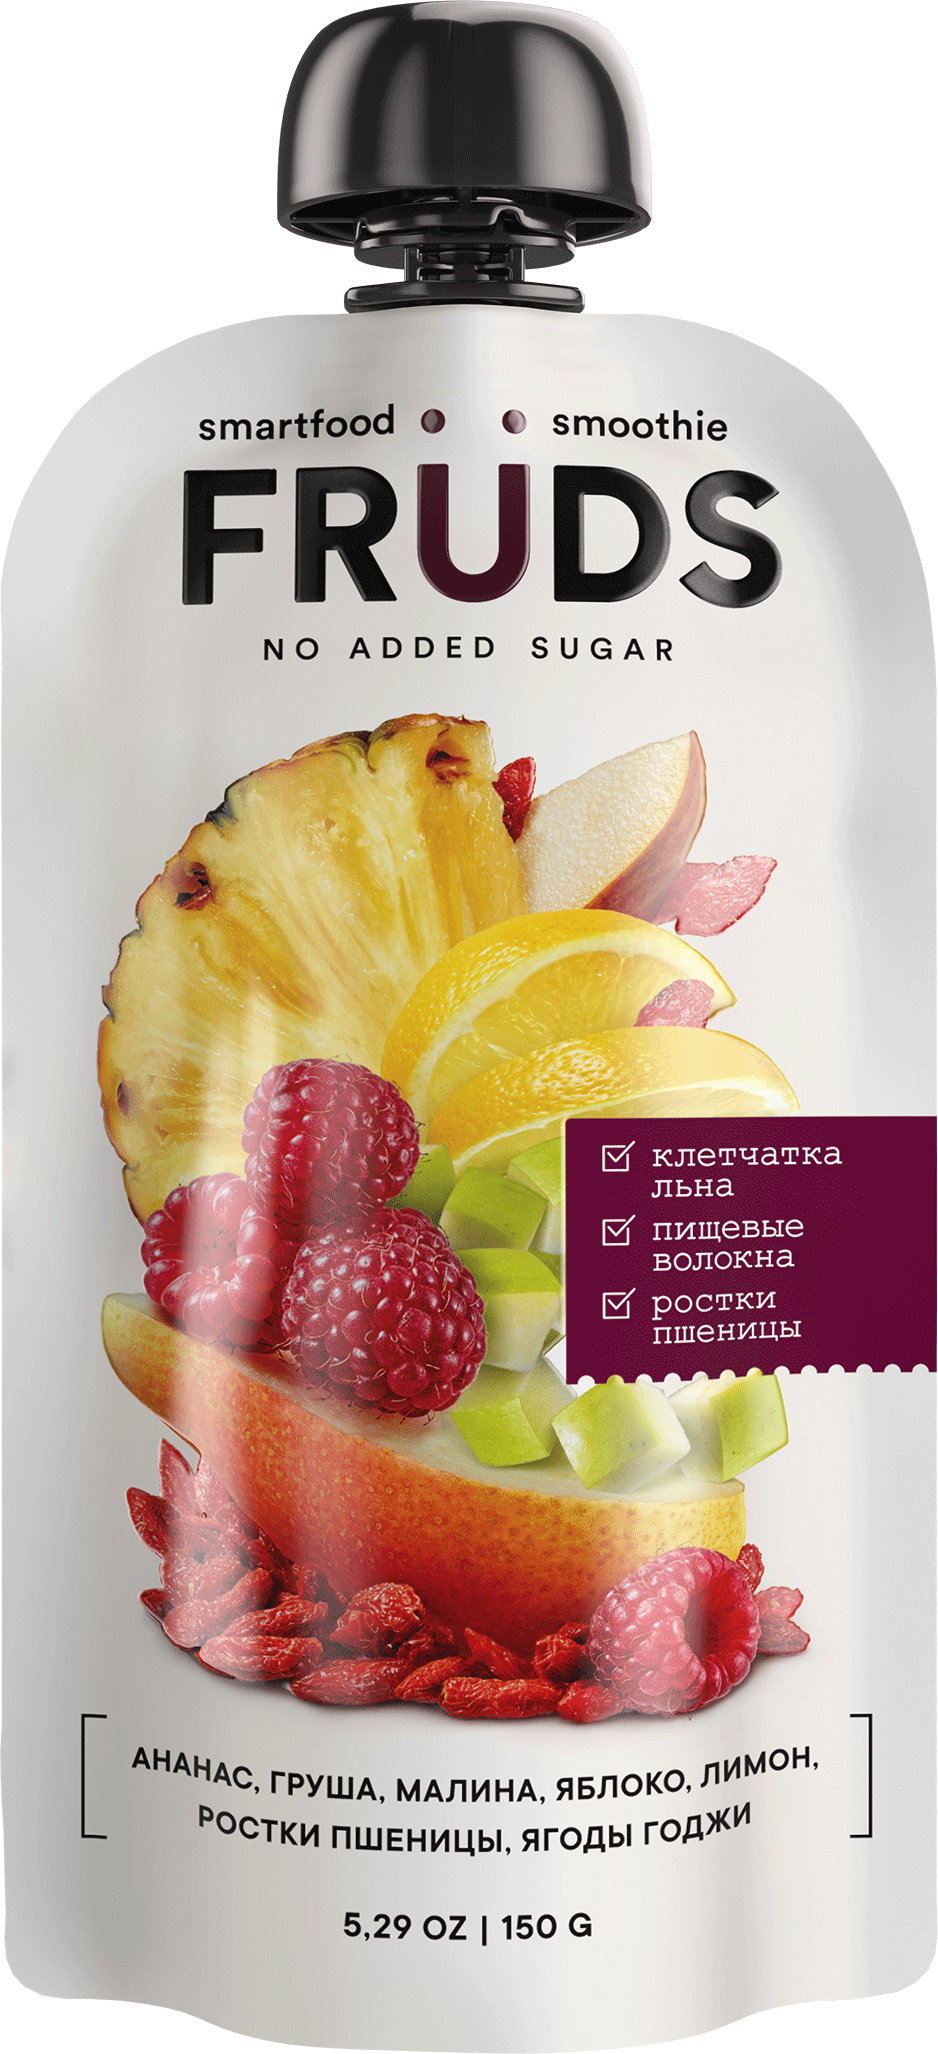 smartfood smoothie
FRÜDS
NO ADDED SUGAR
клетчатка
льна
пищевые
волокна
ростки
пшеницы
АНАНАС, ГРУША, МАЛИНА, ЯБЛОКО, ЛИМОН,
РОСТКИ ПШЕНИЦЫ, ЯГОДЫ ГОДЖИ
5,29 OZ | 150 G